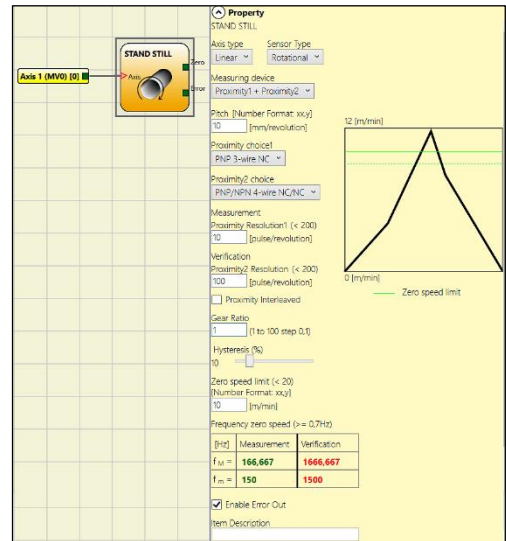 Property
STAND STILL
STAND STILL
Zero
Axis 1 (MV0) [0]
Axis
Error
Axis type
Sensor Type
Linear
Rotational
Measuring device
Proximity1 + Proximity2
Pitch [Number Format: xx,y]
10 [mm/revolution]
Proximity choice1
PNP 3-wire NC
Proximity2 choice
PNP/NPN 4-wire NC/NC
Measurement
Proximity Resolution1 (< 200)
10 [pulse/revolution]
Verification
Proximity2 Resolution (< 200)
100 [pulse/revolution]
Proximity Interleaved
Gear Ratio
1 (1 to 100 step 0,1)
Hysteresis (%)
10
Zero speed limit (< 20)
[Number Format: xx,y]
10 [m/min]
Frequency zero speed (>= 0,7Hz)
[Hz] Measurement Verification
f M = 166,667 1666,667
f m = 150 1500
Enable Error Out
Item Description
12 [m/min]
0 [m/min]
Zero speed limit